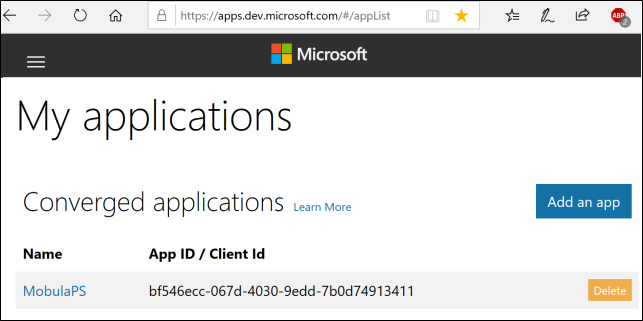 https://apps.dev.microsoft.com/#/appList
ABP
2
Microsoft
My applications
Converged applications Learn More
Add an app
Name App ID / Client Id
MobulaPS bf546ecc-067d-4030-9edd-7b0d74913411 Delete